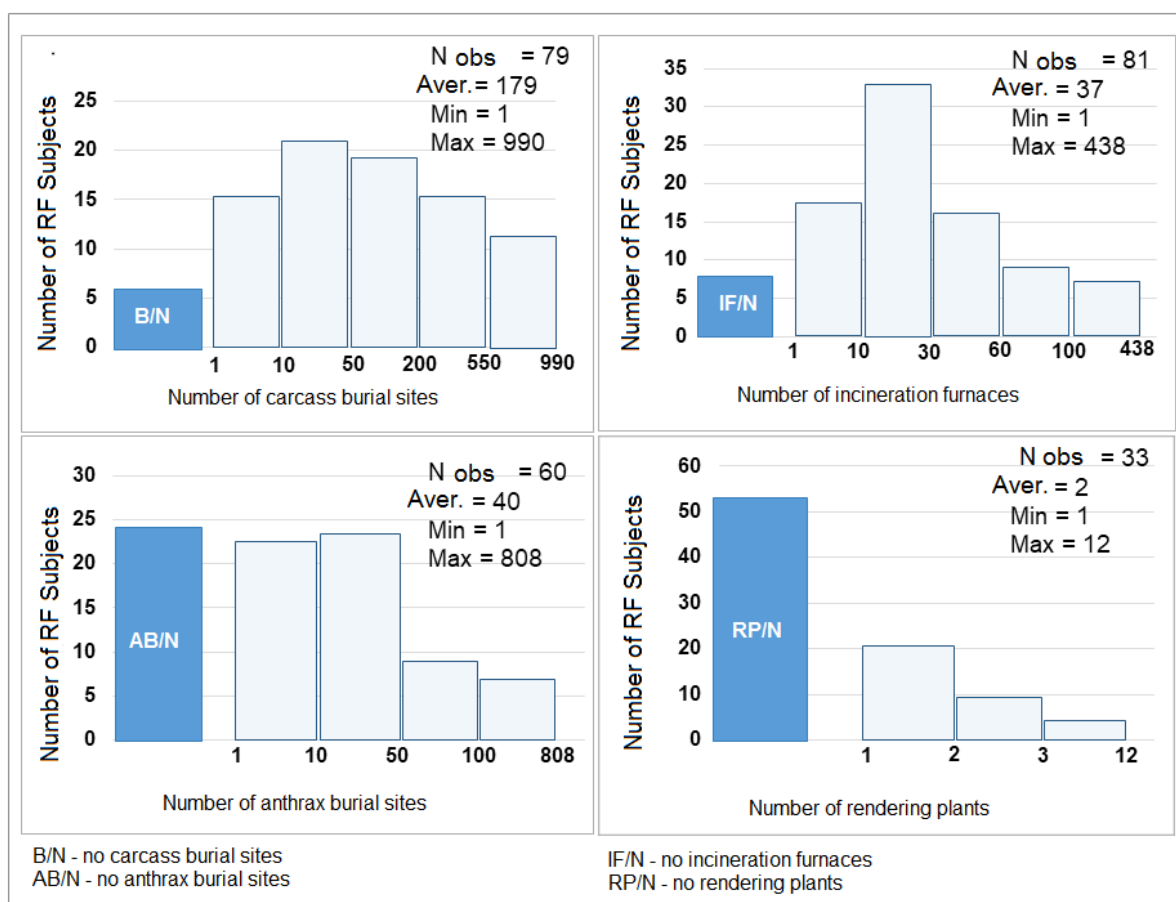 N obs = 79
Aver.= 179
Min = 1
Max = 990
Number of RF Subjects
25
20
15
10
5
0
B/N
1 10 50 200 550 990
Number of carcass burial sites
N obs = 81
Aver. = 37
Min = 1
Max = 438
Number of RF Subjects
35
30
25
20
15
10
5
0
IF/N
1 10 30 60 100 438
Number of incineration furnaces
N obs = 60
Aver. = 40
Min = 1
Max = 808
Number of RF Subjects
30
25
20
15
10
5
0
AB/N
1 10 50 100 808
Number of anthrax burial sites
N obs = 33
Aver. = 2
Min = 1
Max = 12
Number of RF Subjects
60
50
40
30
20
10
0
RP/N
1 2 3 12
Number of rendering plants
B/N - no carcass burial sites
AB/N - no anthrax burial sites
IF/N - no incineration furnaces
RP/N - no rendering plants